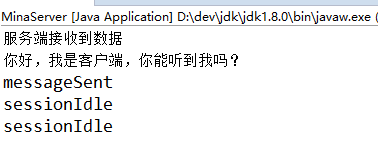 MinaServer [Java Application] D:\dev\jdk\jdk1.8.0\bin\javaw.exe (
服务端接收到数据
你好，我是客户端，你能听到我吗？
messageSent
sessionIdle
sessionIdle